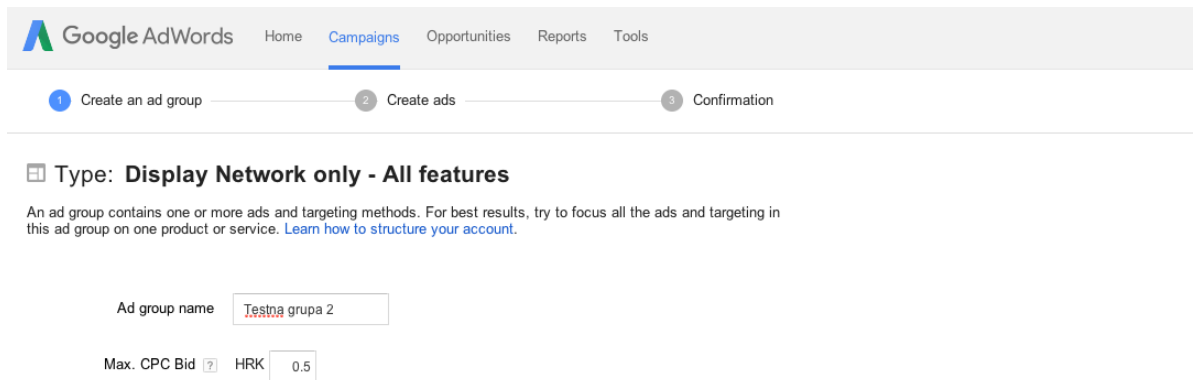 Google AdWords Home Campaigns Opportunities Reports Tools
1 Create an ad group 2 Create ads 3 Confirmation
Type: Display Network only - All features
An ad group contains one or more ads and targeting methods. For best results, try to focus all the ads and targeting in
this ad group on one product or service. Learn how to structure your account.
Ad group name Testna grupa 2
Max. CPC Bid ? HRK 0.5